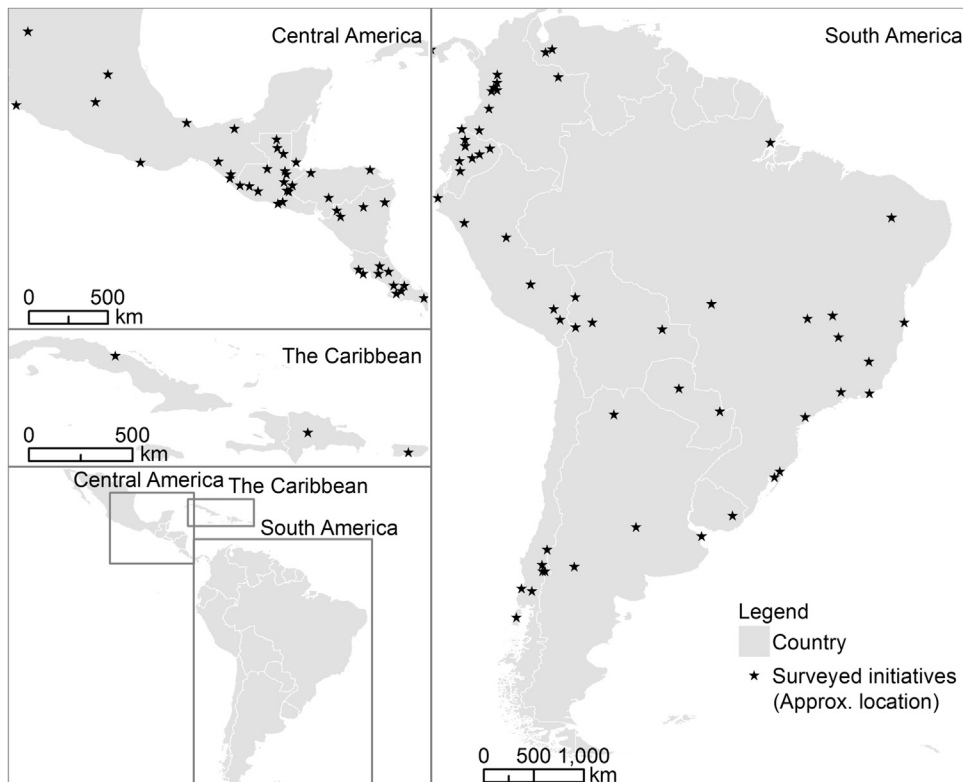 Central America
0 500
km
The Caribbean
0 500
km
Central America
The Caribbean
South America
South America
Legend
Country
Surveyed initiatives
(Approx. location)
0 500 1,000
km